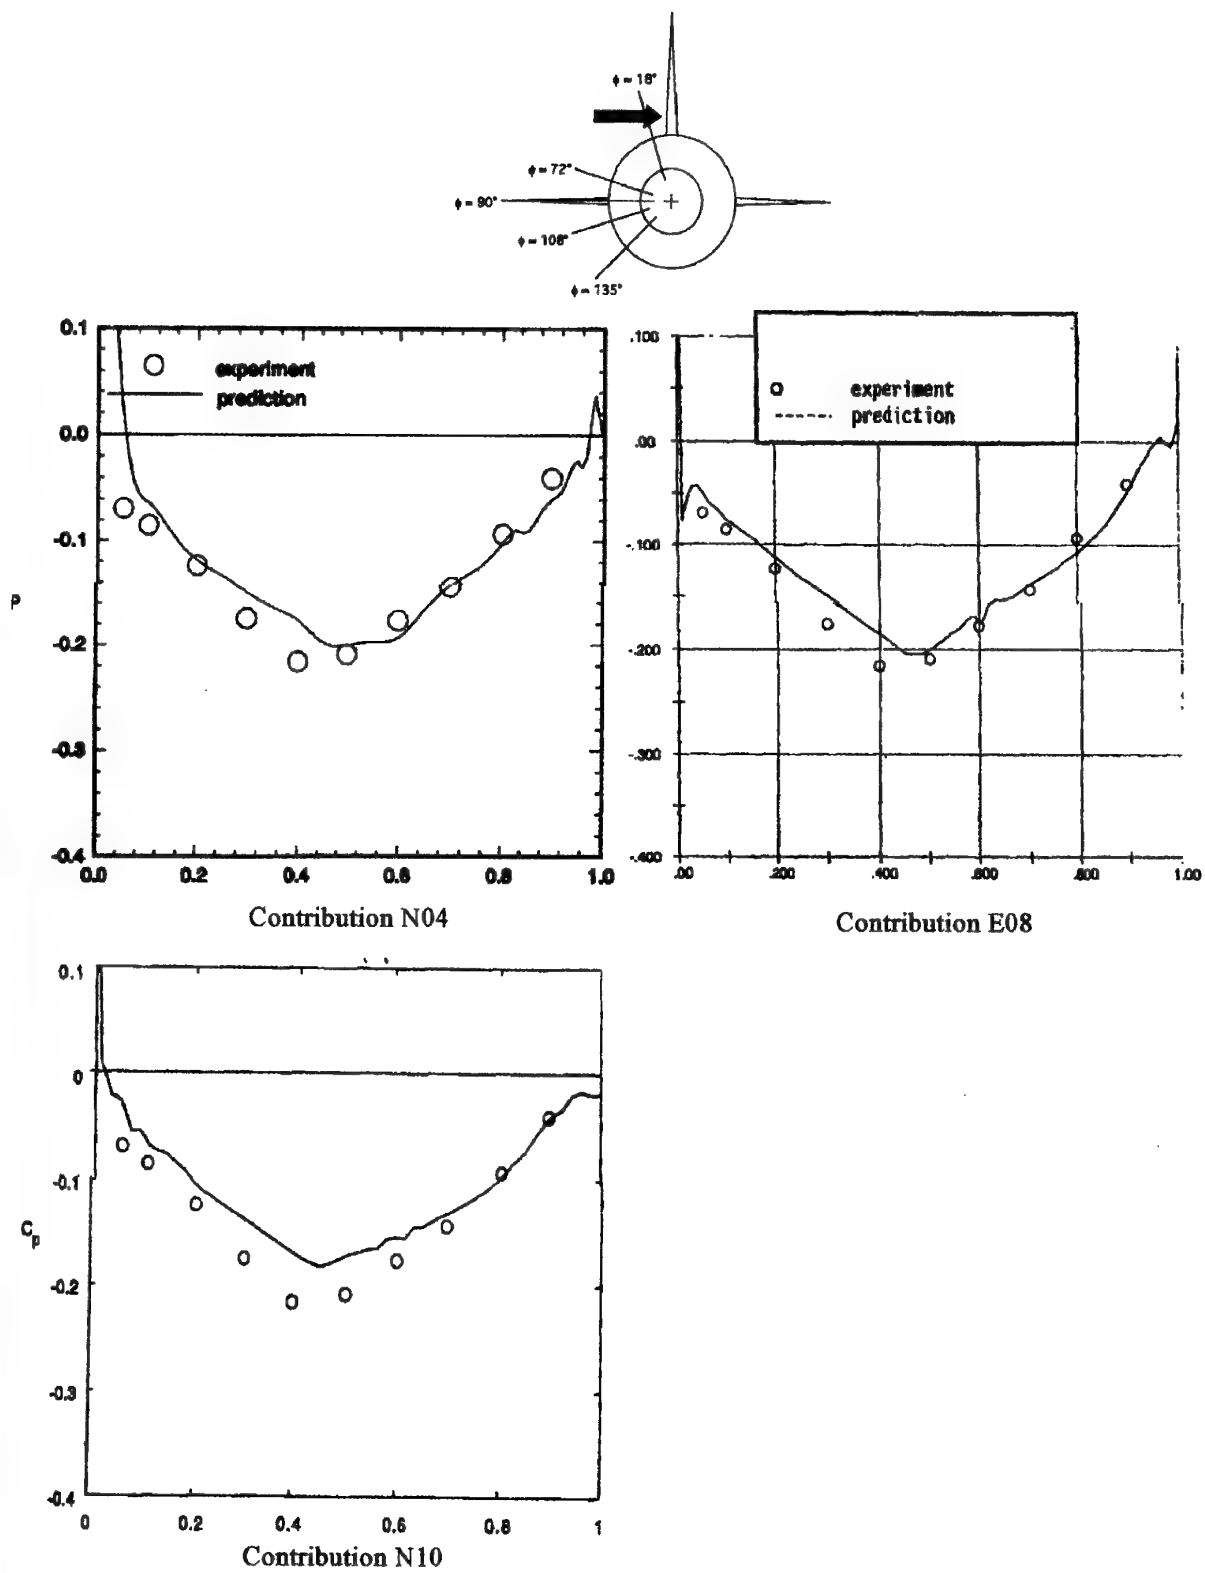 ϕ = 18°
ϕ = 72°
ϕ = 90°
ϕ = 108°
ϕ = 135°
0.1
experiment
prediction
0.0
-0.1
P
-0.2
-0.3
-0.4
0.0 0.2 0.4 0.6 0.8 1.0
Contribution N04
.100
experiment
prediction
.00
-.100
-.200
-.300
-.400
.00 .200 .400 .600 .800 1.00
Contribution E08
0.1
0
-0.1
Cp
-0.2
-0.3
-0.4
0 0.2 0.4 0.6 0.8 1
Contribution N10